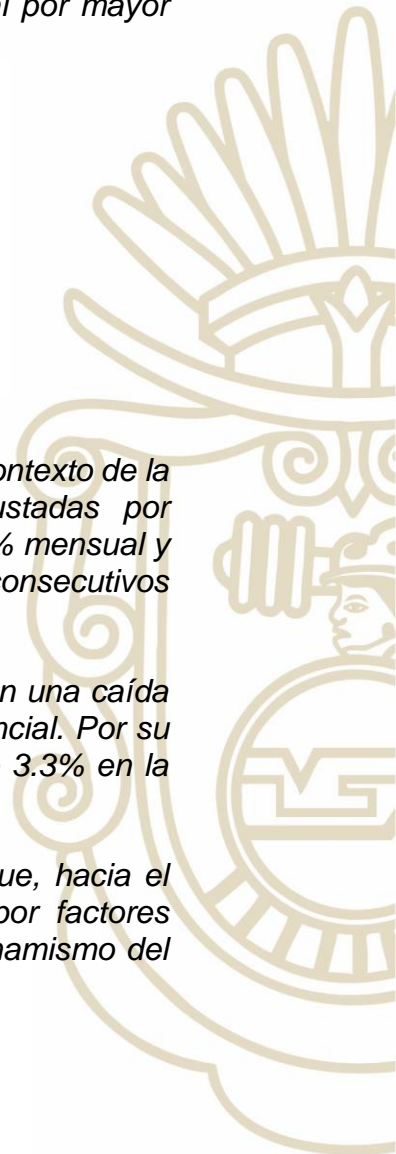 al por mayor
ontexto de la
ustadas por
% mensual y
consecutivos
n una caída
ncial. Por su
3.3% en la
ue, hacia el
por factores
namismo del